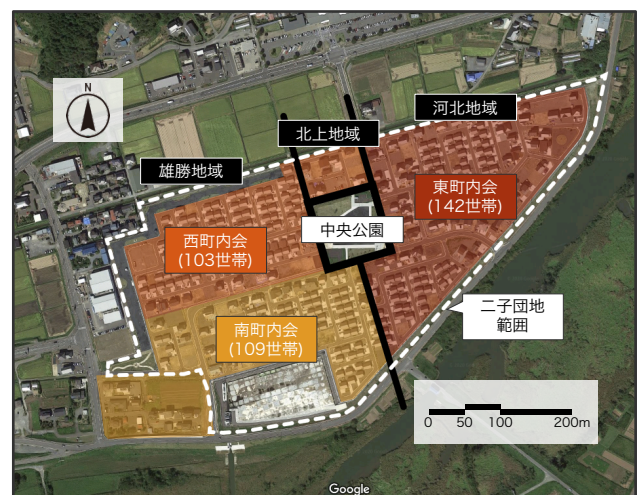 N
河北地域
北上地域
雄勝地域
東町内会
(142世帯)
中央公園
西町内会
(103世帯)
二子団地
範囲
南町内会
(109世帯)
0 50 100 200m
Google